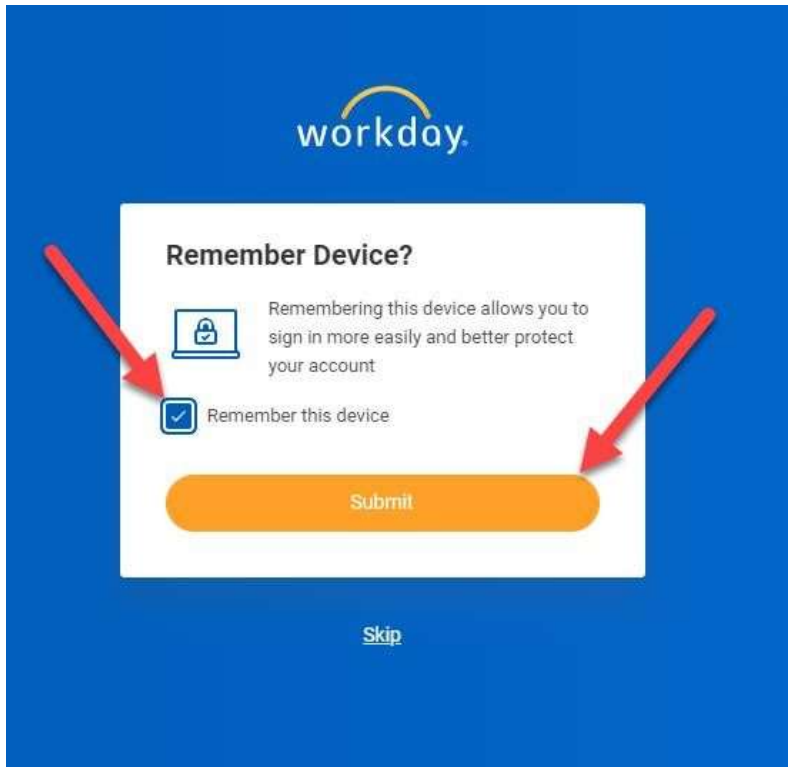 workday.
Remember Device?
Remembering this device allows you to
sign in more easily and better protect
your account
Remember this device
Submit
Skip